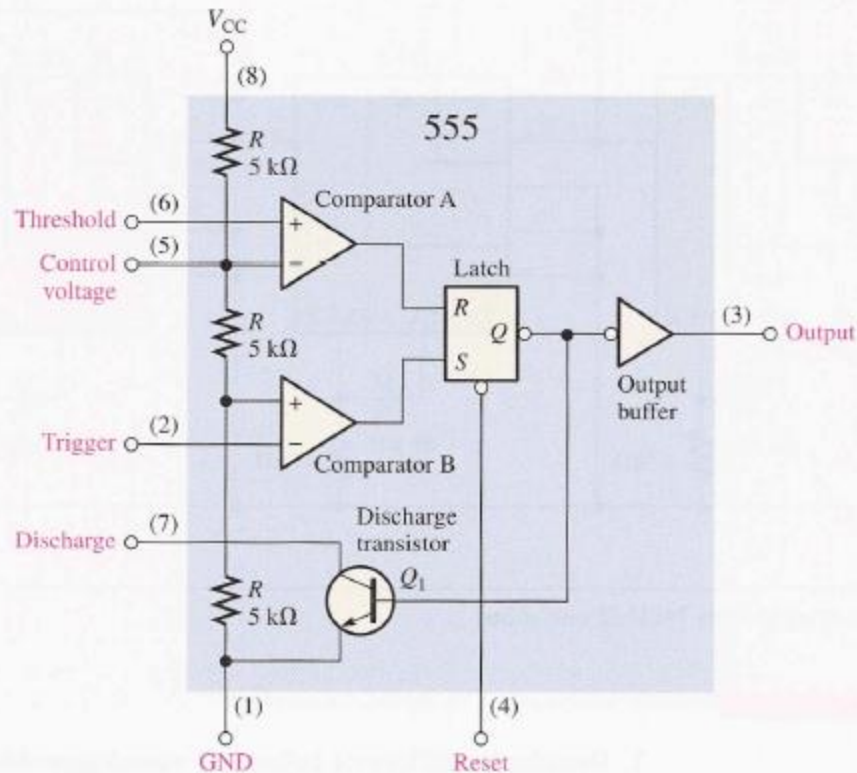 V_CC
(8)
555
R
5 kΩ
Comparator A
Threshold
(6)
+
(5)
−
Control
voltage
Latch
R
Q
S
(3)
Output
R
5 kΩ
Output
buffer
+
Trigger
(2)
−
Comparator B
Discharge
(7)
Discharge
transistor
Q₁
R
5 kΩ
(1)
(4)
GND
Reset